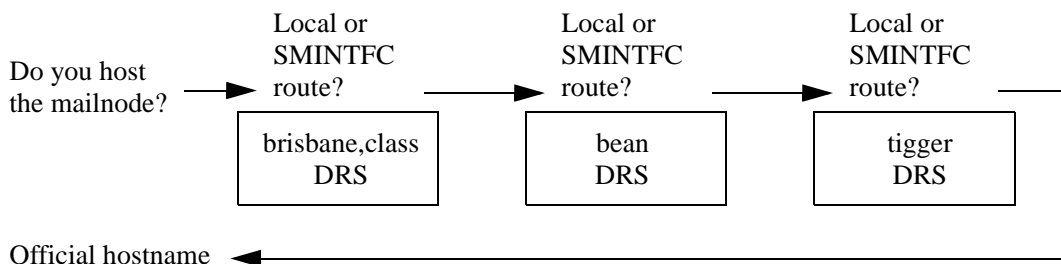 Do you host
the mailnode?
Local or
SMINTFC
route?
brisbane,class
DRS
Local or
SMINTFC
route?
bean
DRS
Local or
SMINTFC
route?
tigger
DRS
Official hostname